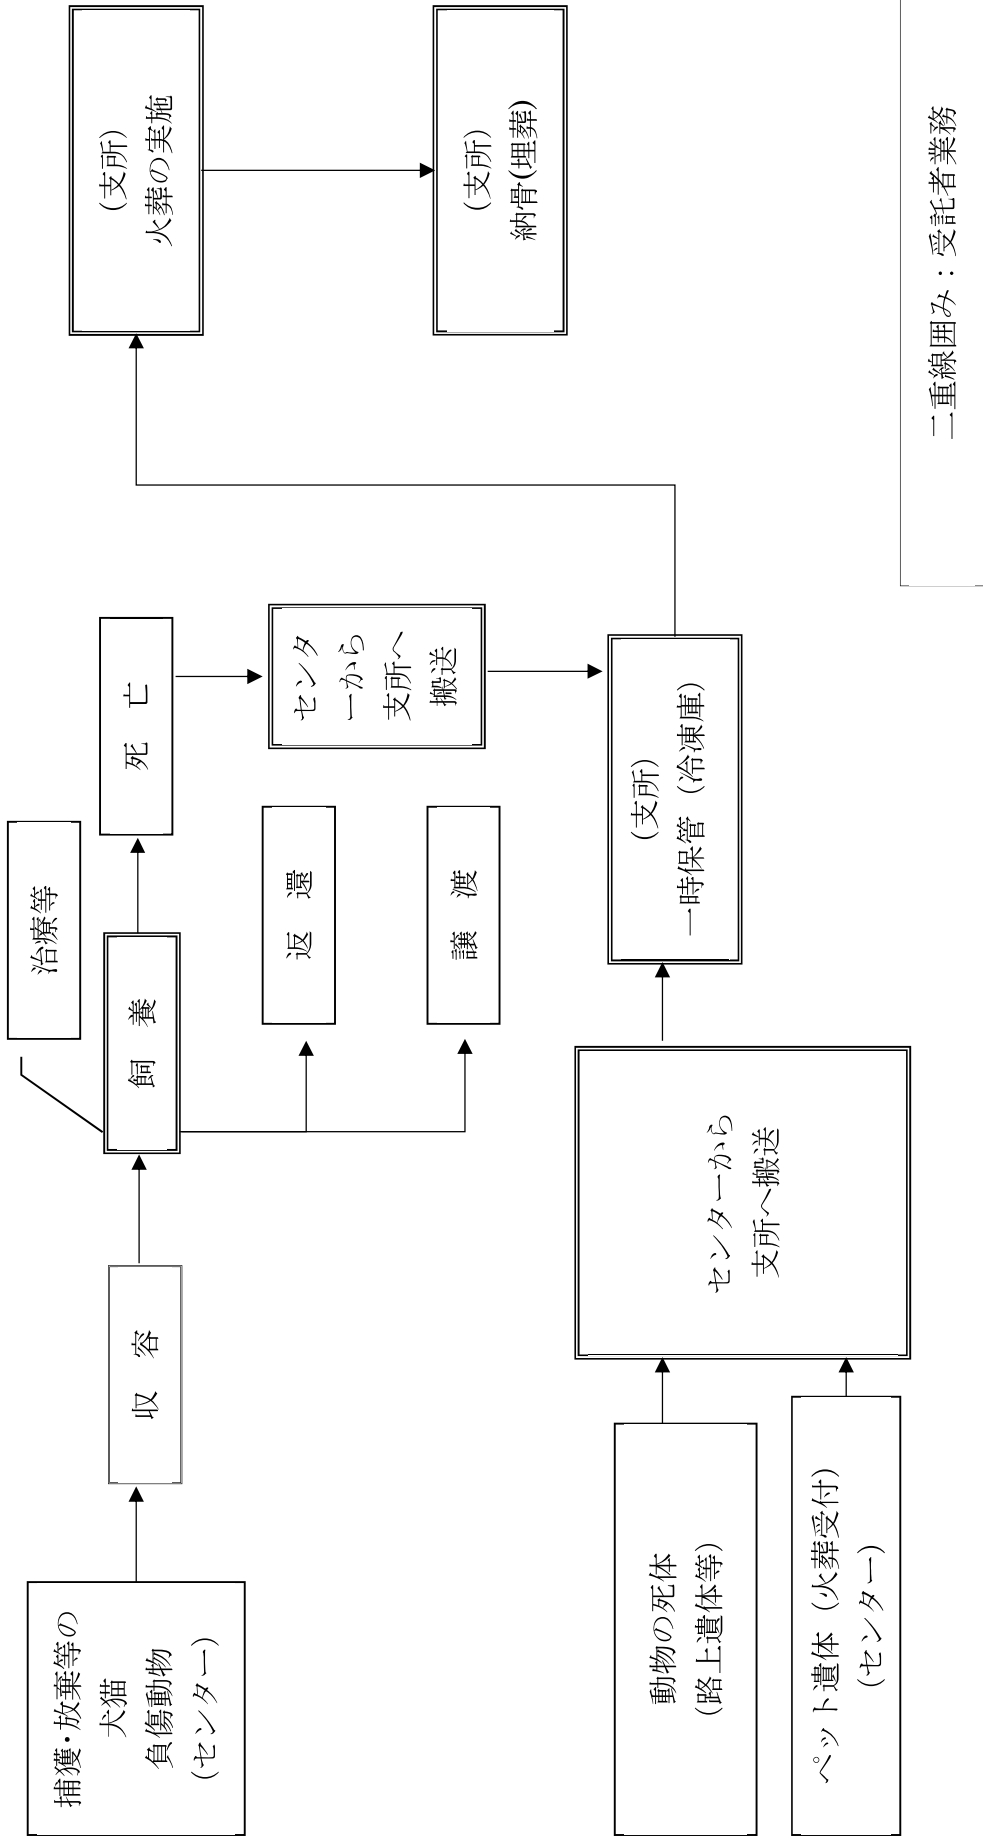 捕獲・放棄等の
犬猫
負傷動物
(センター)
収　容
飼　養
治療等
死　亡
返　還
譲　渡
センタ
ーから
支所へ
搬送
動物の死体
(路上遺体等)
ペット遺体（火葬受付）
(センター)
センターから
支所へ搬送
(支所)
一時保管（冷凍庫）
(支所)
火葬の実施
(支所)
納骨(埋葬)
二重線囲み：受託者業務